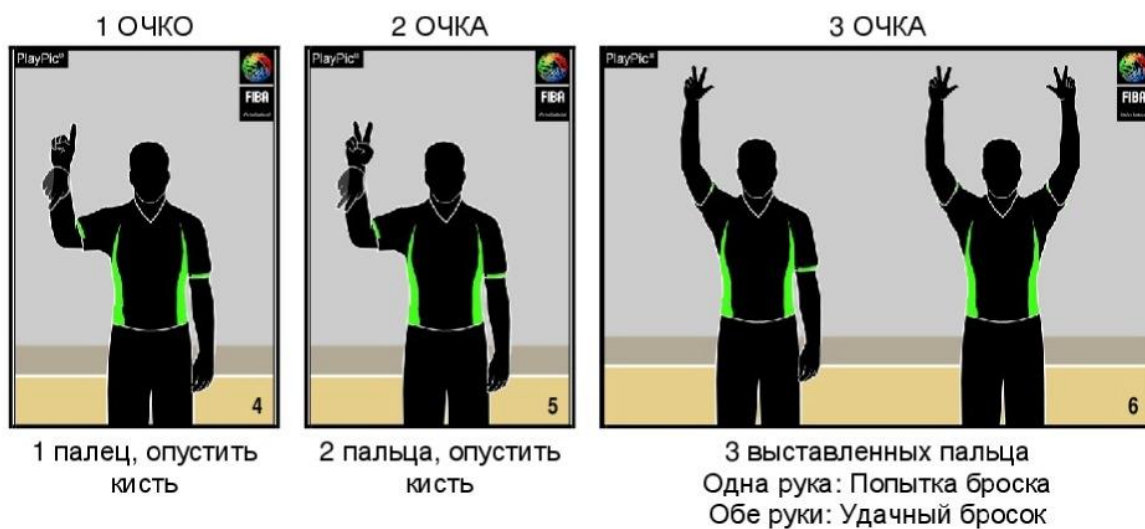 1 ОЧКО
2 ОЧКА
3 ОЧКА
PlayPic®
FIBA
4
PlayPic®
FIBA
5
PlayPic®
FIBA
6
1 палец, опустить
кисть
2 пальца, опустить
кисть
3 выставленных пальца
Одна рука: Попытка броска
Обе руки: Удачный бросок